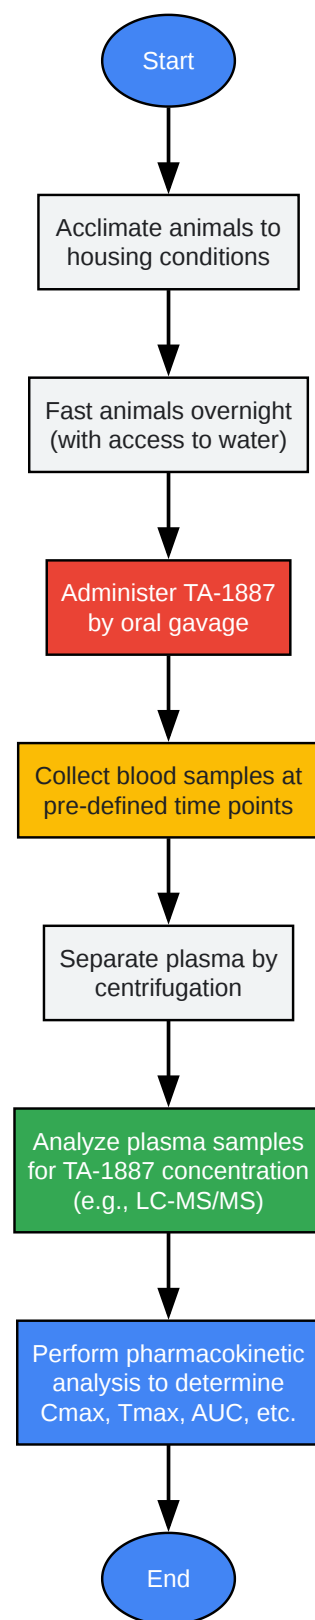 Start
Acclimate animals to
housing conditions
Fast animals overnight
(with access to water)
Administer TA-1887
by oral gavage
Collect blood samples at
pre-defined time points
Separate plasma by
centrifugation
Analyze plasma samples
for TA-1887 concentration
(e.g., LC-MS/MS)
Perform pharmacokinetic
analysis to determine
Cmax, Tmax, AUC, etc.
End